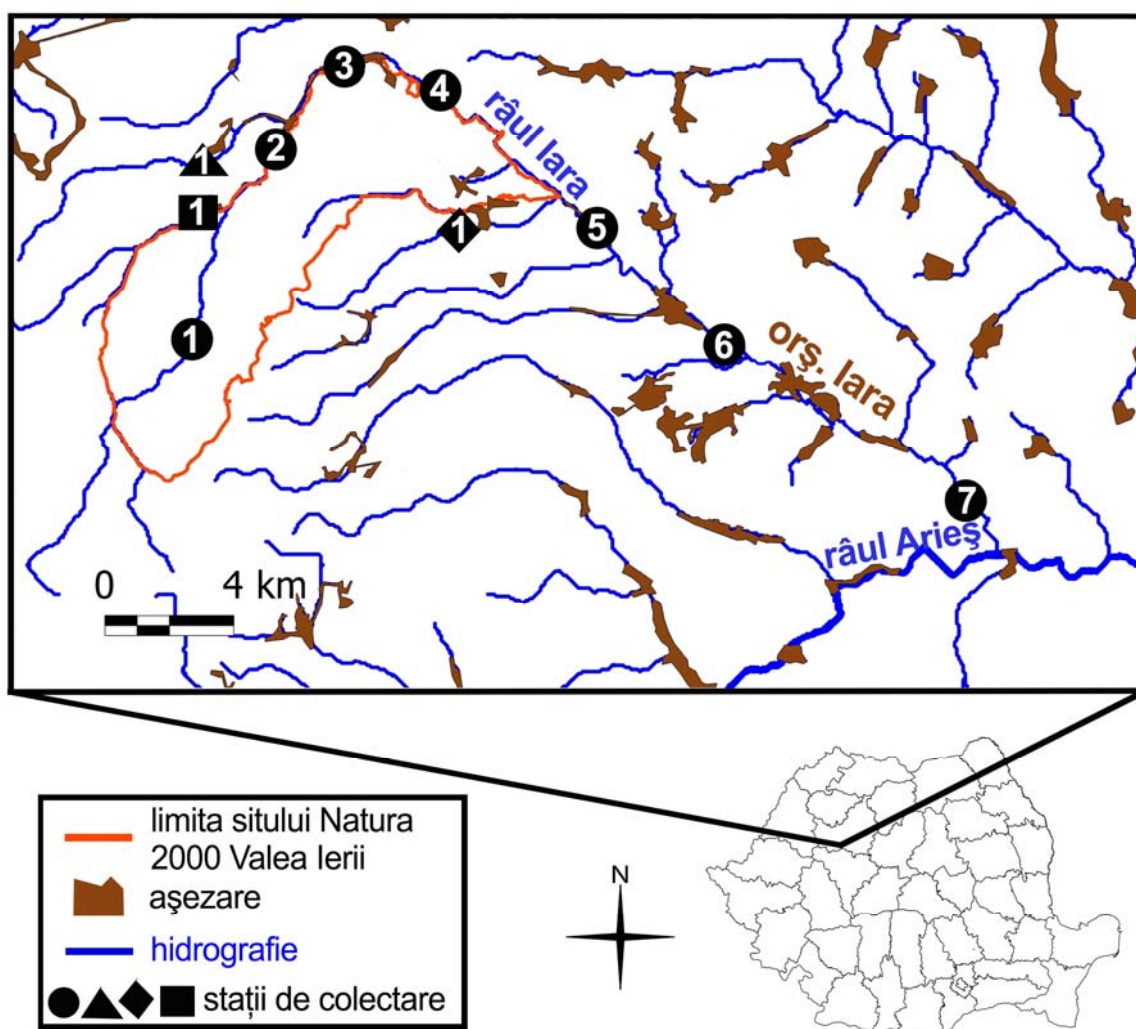 3
4
râul Iara
2
1
1
1
5
1
6
orş. Iara
7
râul Arieş
0 4 km
limita sitului Natura
2000 Valea Ierii
aşezare
hidrografie
staţii de colectare
N